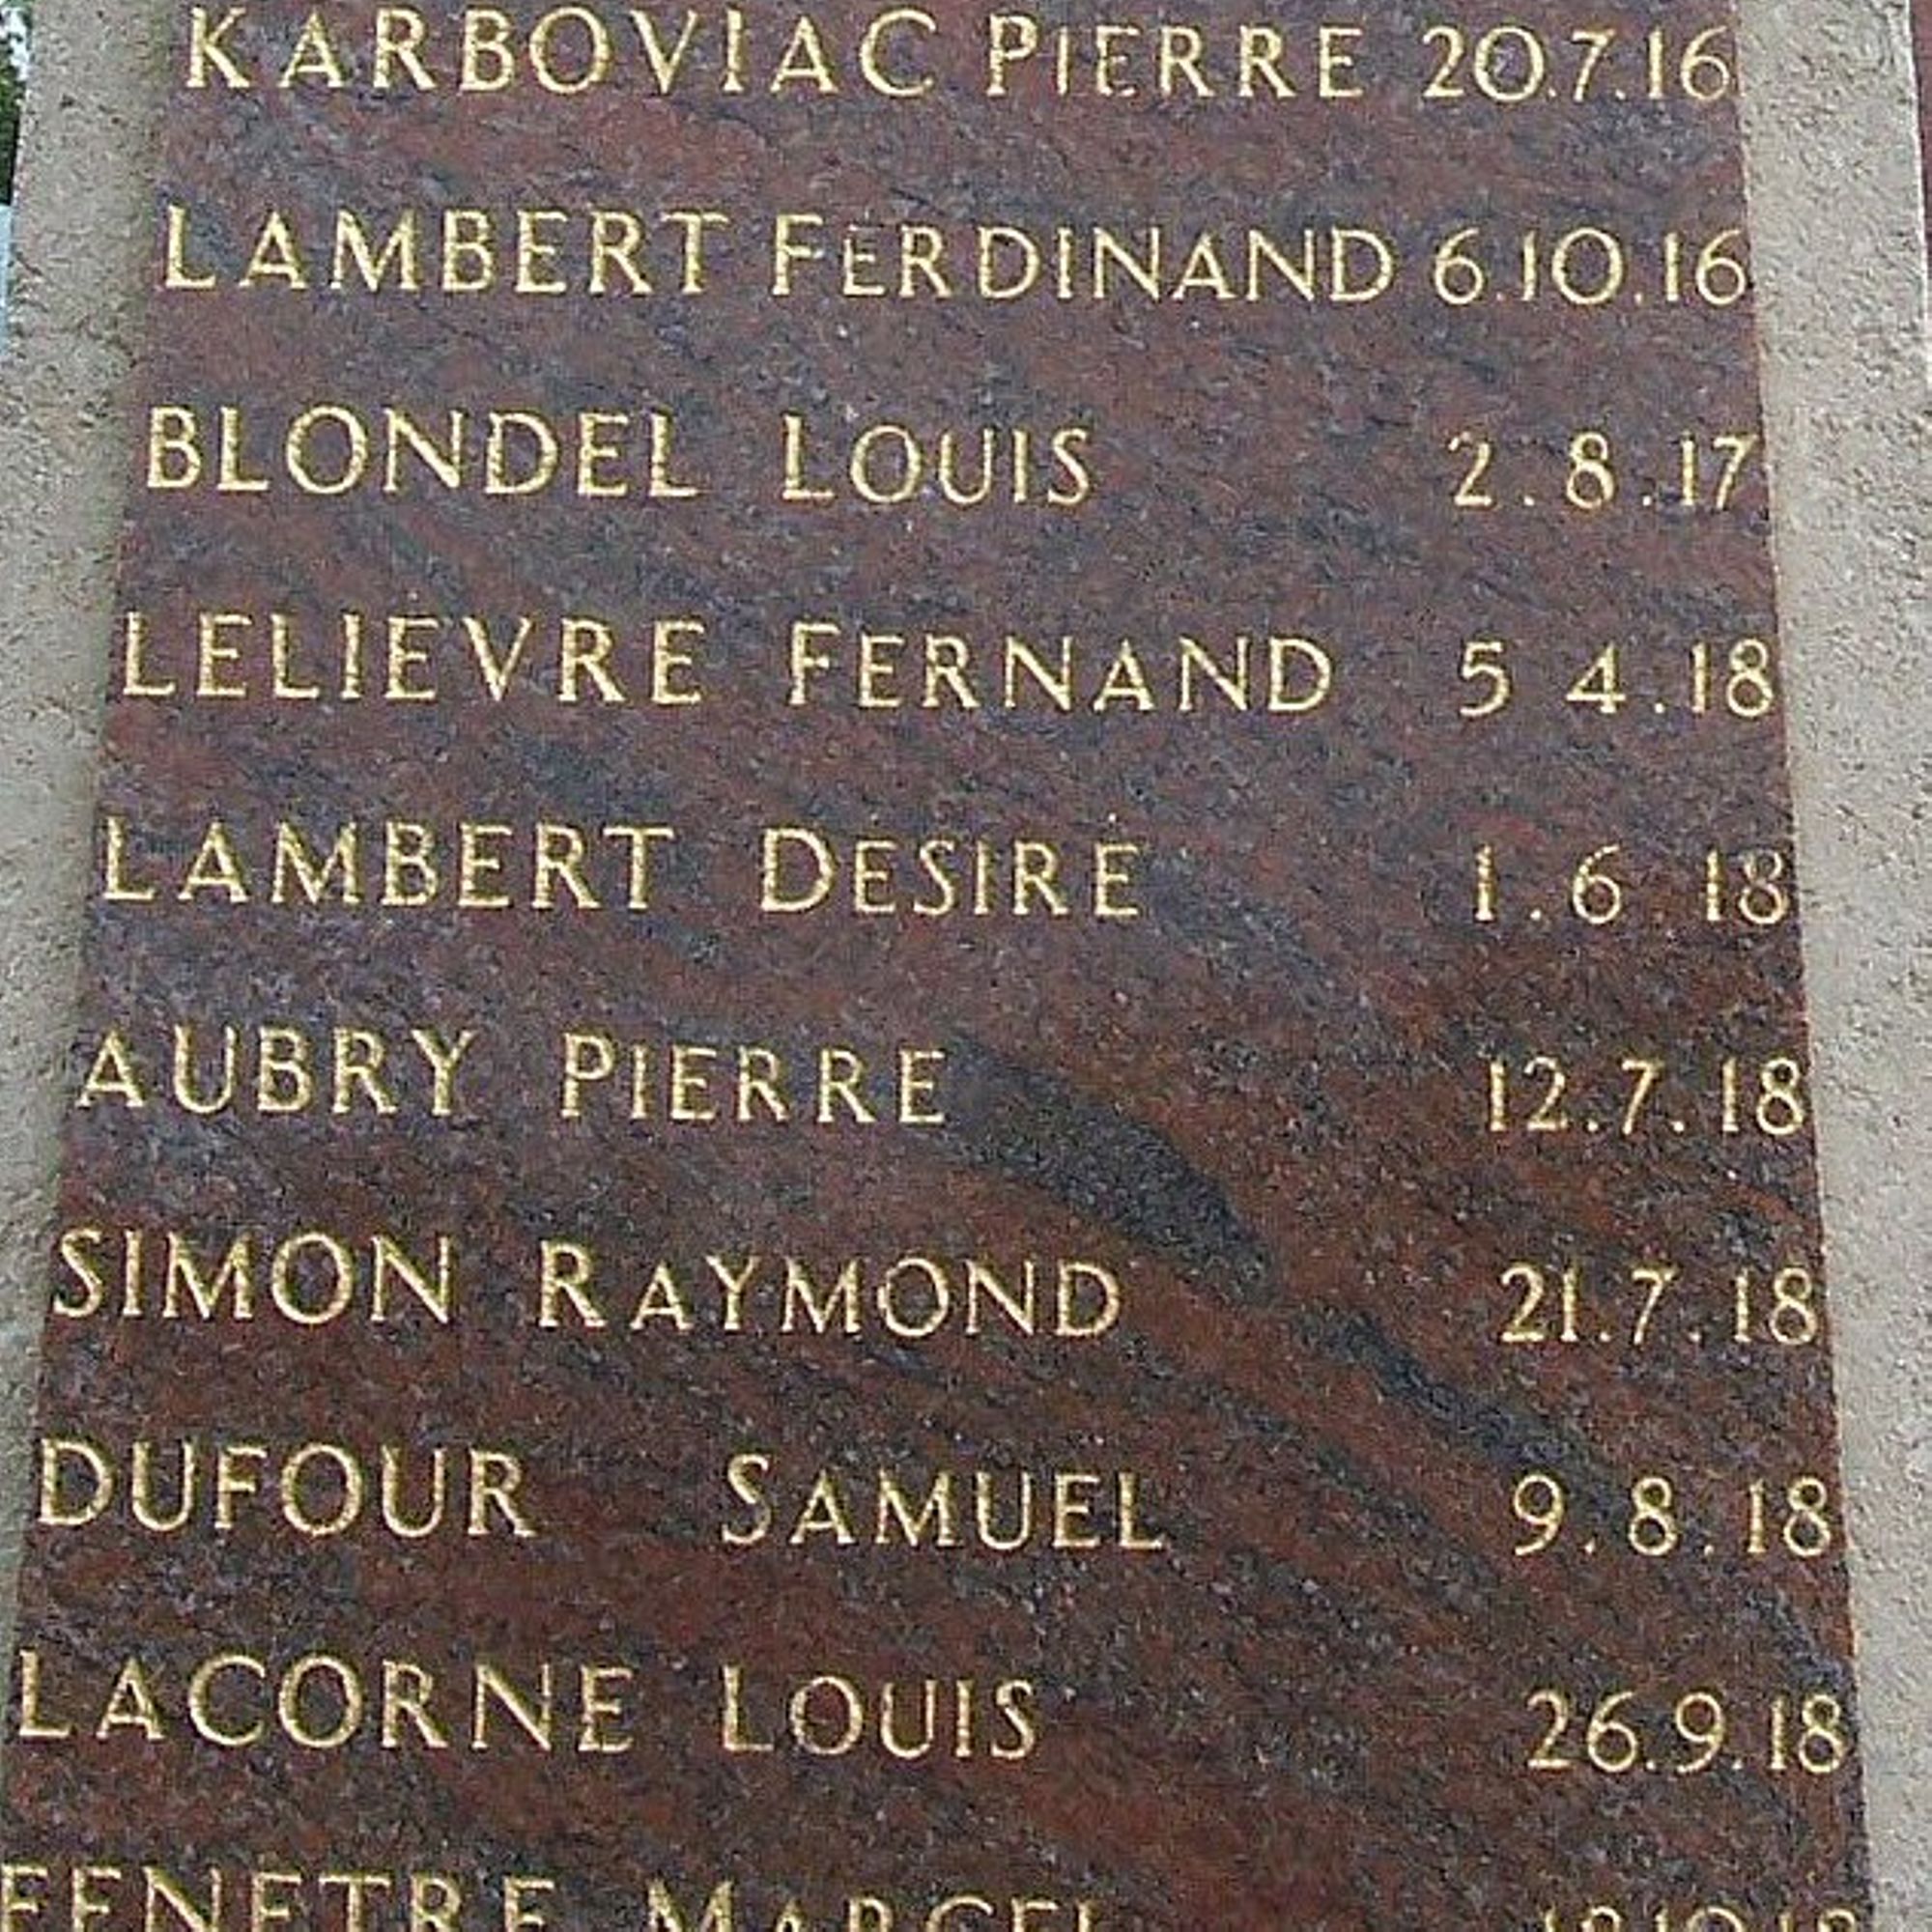 KARBOVIAC PIERRE 20.7.16
LAMBERT FERDINAND 6.10.16
BLONDEL LOUIS 2.8.17
LELIEVRE FERNAND 5 4.18
LAMBERT DESIRE 1.6 18
AUBRY PIERRE 12.7.18
SIMON RAYMOND 21.7.18
DUFOUR SAMUEL 9.8.18
LACORNE LOUIS 26.9.18
FENETRE MARCEL